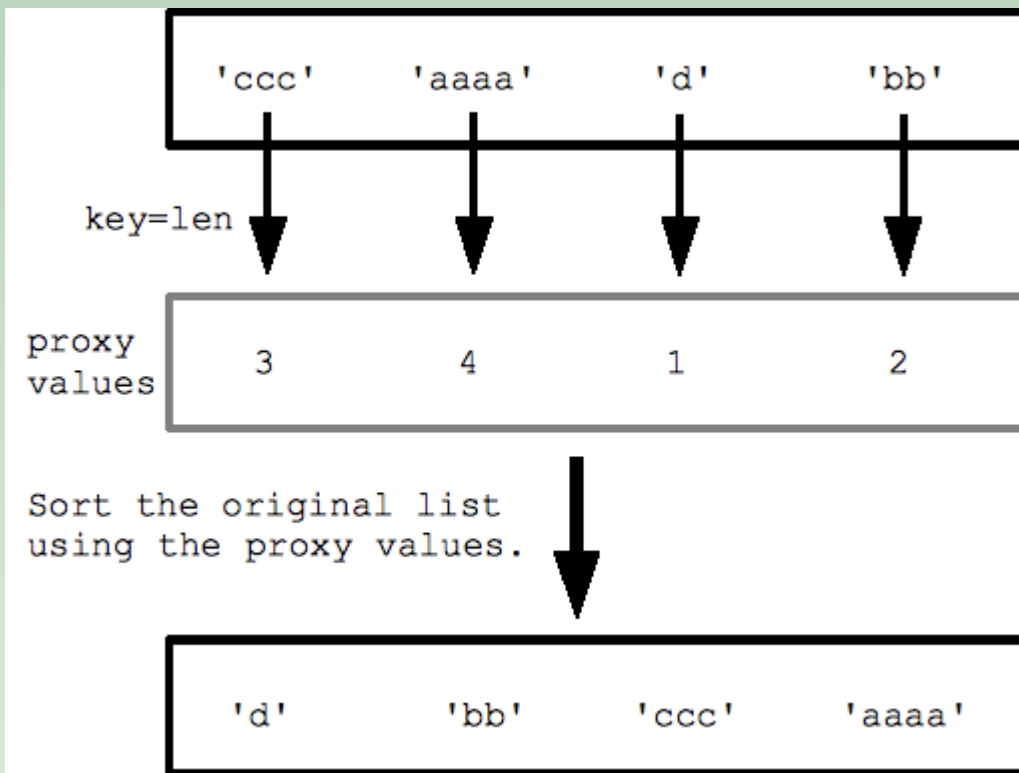 'ccc' 'aaaa' 'd' 'bb'
key=len
proxy
values
3 4 1 2
Sort the original list
using the proxy values.
'd' 'bb' 'ccc' 'aaaa'